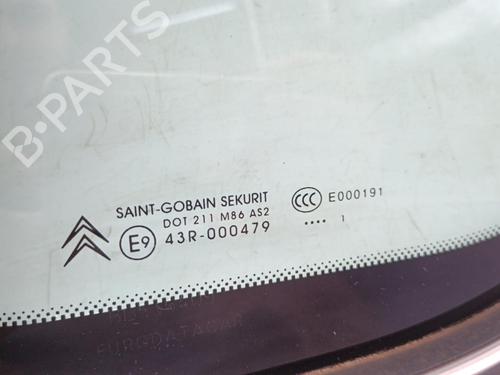 B-PARTS
SAINT-GOBAIN SEKURIT
DOT 211 M86 AS2
E9 43R-000479
CCC E000191
.... 1